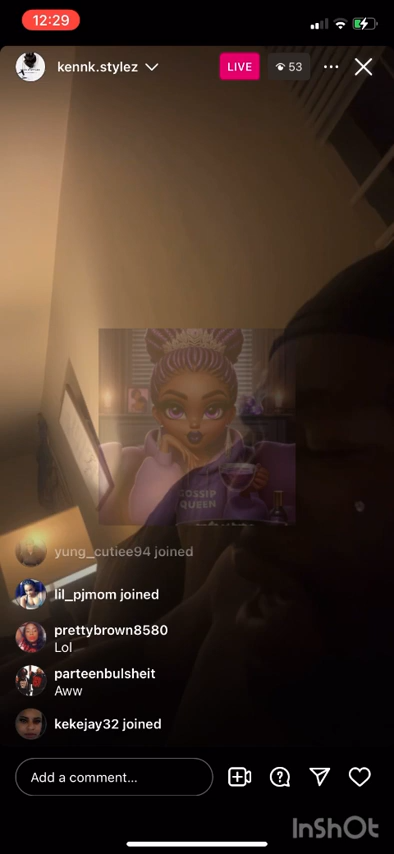 12:29
kennk.stylez
LIVE
53
GOSSIP
QUEEN
yung_cutiee94 joined
lil_pjmom joined
prettybrown8580
Lol
parteenbulsheit
Aww
kekejay32 joined
Add a comment...
InShOt